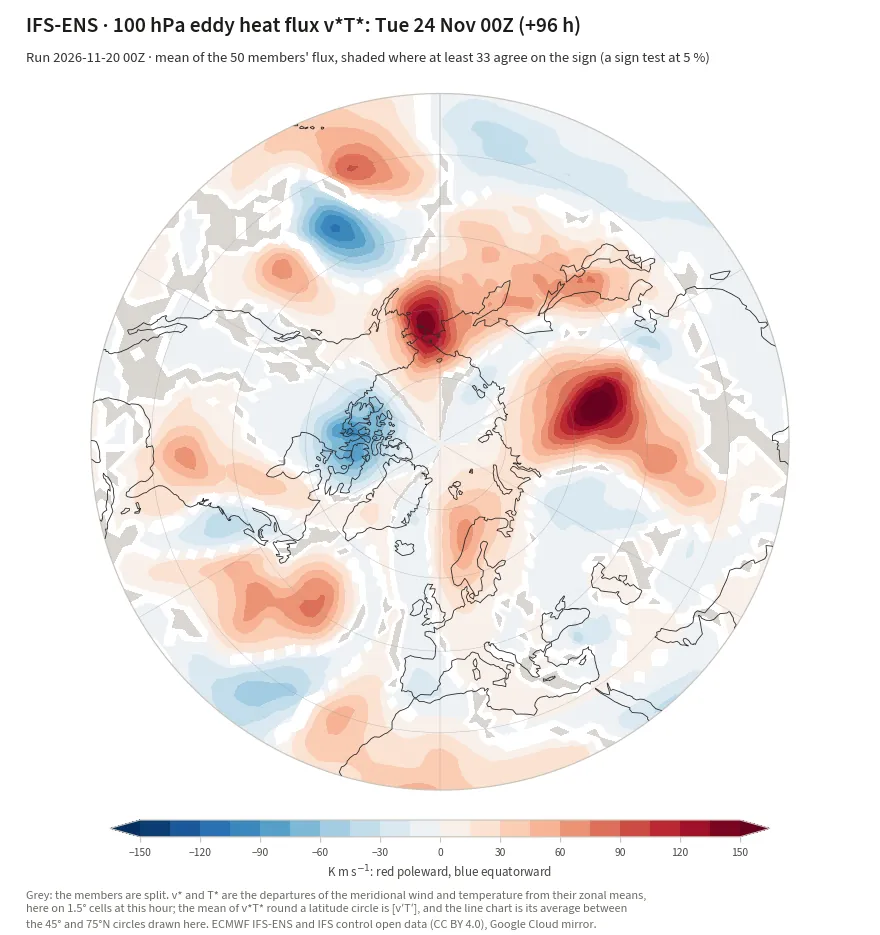 IFS-ENS · 100 hPa eddy heat flux v*T*: Tue 24 Nov 00Z (+96 h)
Run 2026-11-20 00Z · mean of the 50 members' flux, shaded where at least 33 agree on the sign (a sign test at 5 %)
−150 −120 −90 −60 −30 0 30 60 90 120 150
K m s⁻¹: red poleward, blue equatorward
Grey: the members are split. v* and T* are the departures of the meridional wind and temperature from their zonal means,
here on 1.5° cells at this hour; the mean of v*T* round a latitude circle is [v′T′], and the line chart is its average between
the 45° and 75°N circles drawn here. ECMWF IFS-ENS and IFS control open data (CC BY 4.0), Google Cloud mirror.